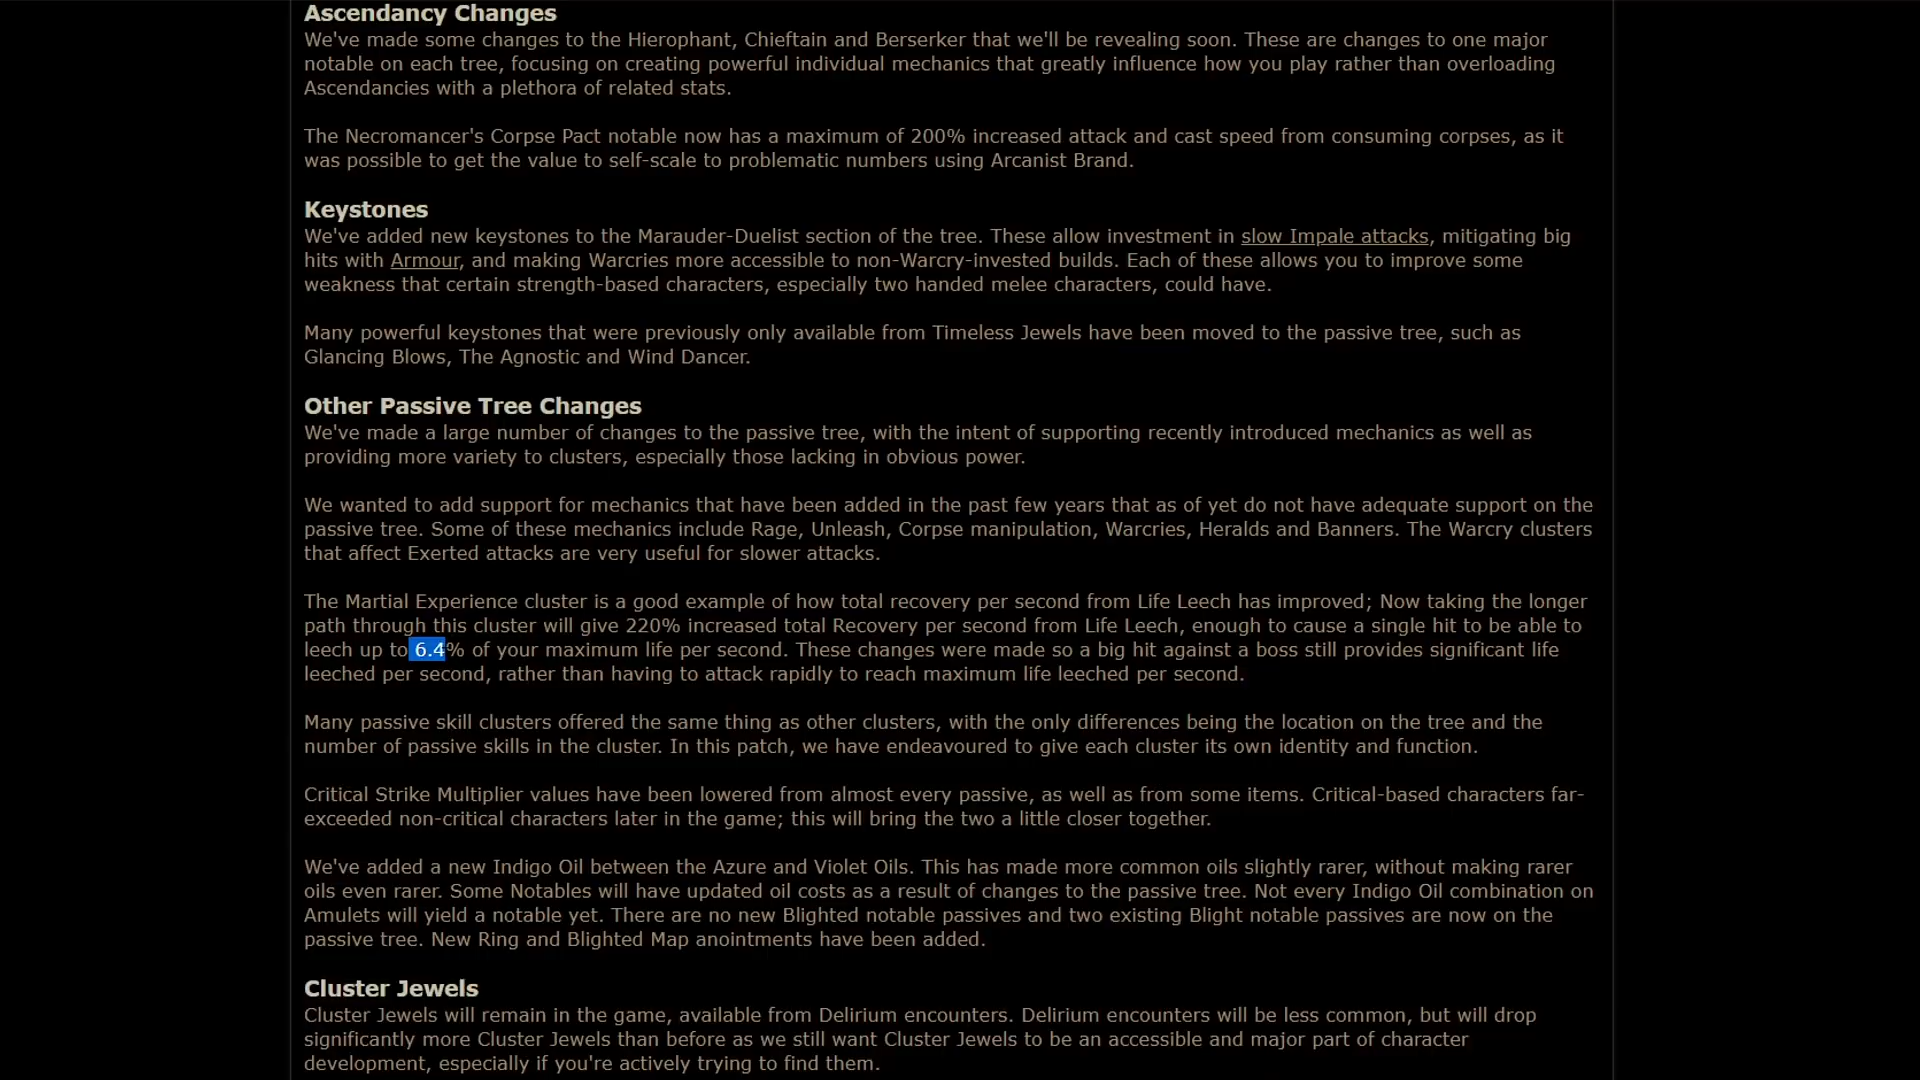 Ascendancy Changes
We've made some changes to the Hierophant, Chieftain and Berserker that we'll be revealing soon. These are changes to one major
notable on each tree, focusing on creating powerful individual mechanics that greatly influence how you play rather than overloading
Ascendancies with a plethora of related stats.
The Necromancer's Corpse Pact notable now has a maximum of 200% increased attack and cast speed from consuming corpses, as it
was possible to get the value to self-scale to problematic numbers using Arcanist Brand.
Keystones
We've added new keystones to the Marauder-Duelist section of the tree. These allow investment in slow Impale attacks, mitigating big
hits with Armour, and making Warcries more accessible to non-Warcry-invested builds. Each of these allows you to improve some
weakness that certain strength-based characters, especially two handed melee characters, could have.
Many powerful keystones that were previously only available from Timeless Jewels have been moved to the passive tree, such as
Glancing Blows, The Agnostic and Wind Dancer.
Other Passive Tree Changes
We've made a large number of changes to the passive tree, with the intent of supporting recently introduced mechanics as well as
providing more variety to clusters, especially those lacking in obvious power.
We wanted to add support for mechanics that have been added in the past few years that as of yet do not have adequate support on the
passive tree. Some of these mechanics include Rage, Unleash, Corpse manipulation, Warcries, Heralds and Banners. The Warcry clusters
that affect Exerted attacks are very useful for slower attacks.
The Martial Experience cluster is a good example of how total recovery per second from Life Leech has improved; Now taking the longer
path through this cluster will give 220% increased total Recovery per second from Life Leech, enough to cause a single hit to be able to
leech up to 6.4% of your maximum life per second. These changes were made so a big hit against a boss still provides significant life
leeched per second, rather than having to attack rapidly to reach maximum life leeched per second.
Many passive skill clusters offered the same thing as other clusters, with the only differences being the location on the tree and the
number of passive skills in the cluster. In this patch, we have endeavoured to give each cluster its own identity and function.
Critical Strike Multiplier values have been lowered from almost every passive, as well as from some items. Critical-based characters far-
exceeded non-critical characters later in the game; this will bring the two a little closer together.
We've added a new Indigo Oil between the Azure and Violet Oils. This has made more common oils slightly rarer, without making rarer
oils even rarer. Some Notables will have updated oil costs as a result of changes to the passive tree. Not every Indigo Oil combination on
Amulets will yield a notable yet. There are no new Blighted notable passives and two existing Blight notable passives are now on the
passive tree. New Ring and Blighted Map anointments have been added.
Cluster Jewels
Cluster Jewels will remain in the game, available from Delirium encounters. Delirium encounters will be less common, but will drop
significantly more Cluster Jewels than before as we still want Cluster Jewels to be an accessible and major part of character
development, especially if you're actively trying to find them.